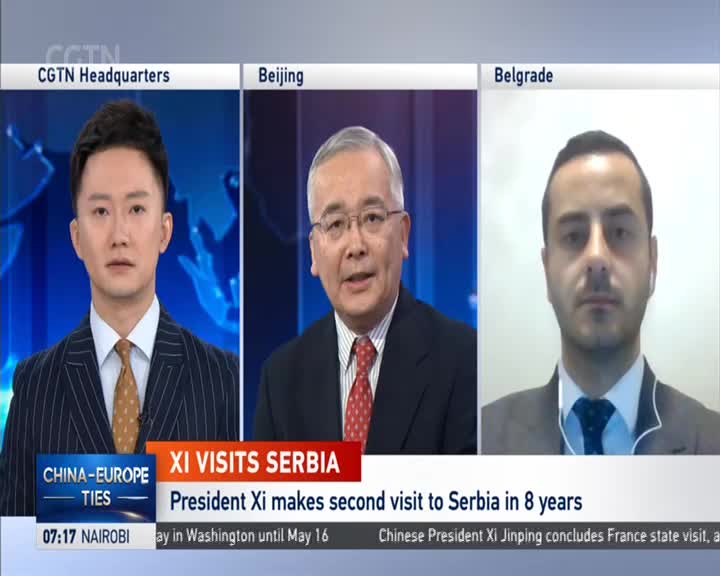 CGTN
CGTN Headquarters
Beijing
Belgrade
XI VISITS SERBIA
CHINA-EUROPE
TIES
President Xi makes second visit to Serbia in 8 years
07:17 NAIROBI
ay in Washington until May 16
Chinese President Xi Jinping concludes France state visit, a